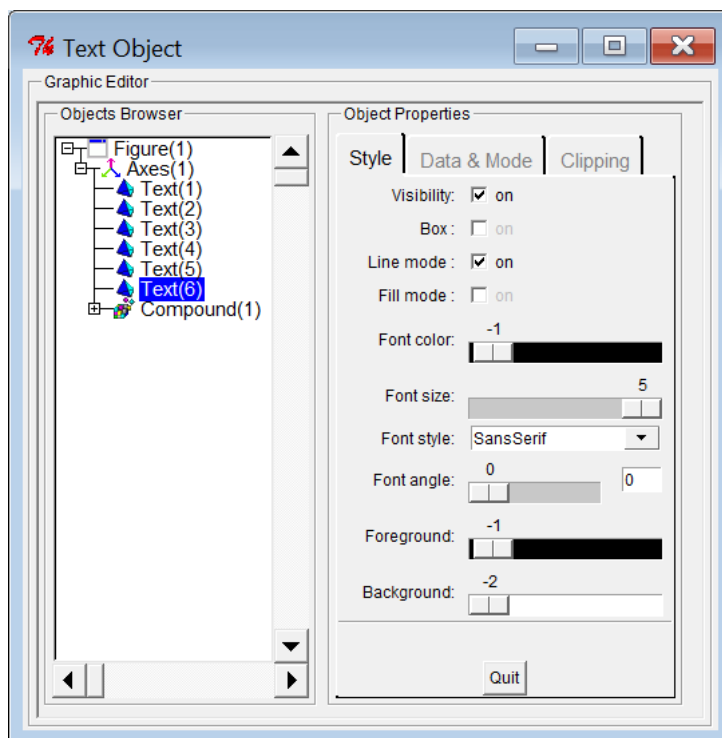 Text Object
Graphic Editor
Objects Browser
Figure(1)
Axes(1)
Text(1)
Text(2)
Text(3)
Text(4)
Text(5)
Text(6)
Compound(1)
Object Properties
Style Data & Mode Clipping
Visibility: on
Box : on
Line mode : on
Fill mode : on
-1
Font color:
5
Font size:
Font style: SansSerif
0
Font angle: 0
-1
Foreground:
-2
Background:
Quit